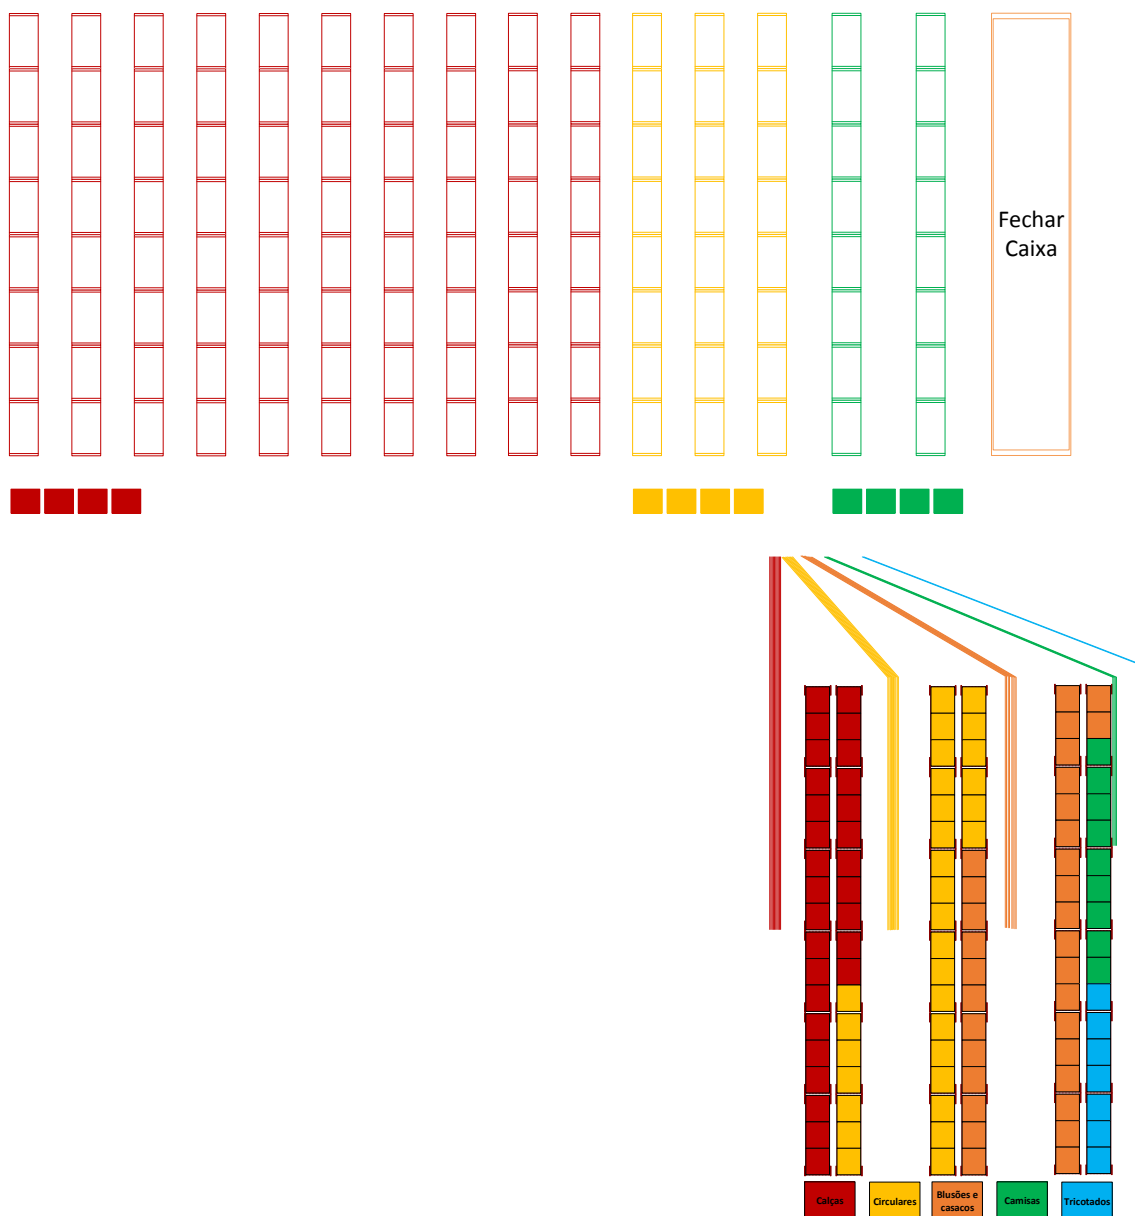 Fechar
Caixa
Calças
Circulares
Blusões e
casacos
Camisas
Tricotados